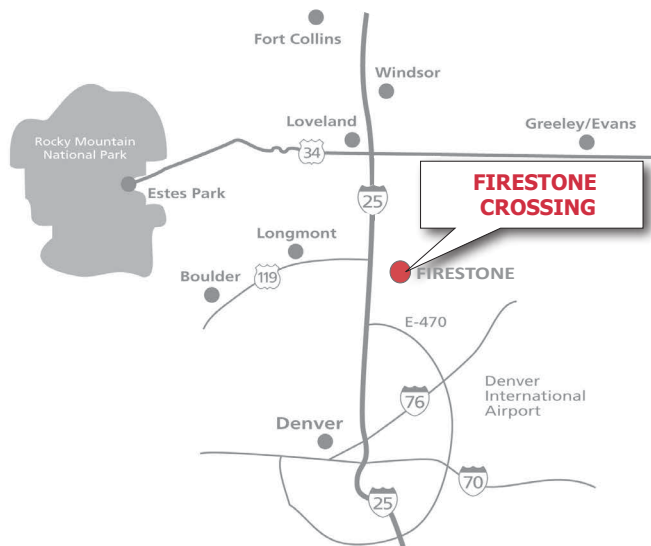 Fort Collins
Windsor
Loveland
Greeley/Evans
Rocky Mountain
National Park
34
Estes Park
25
FIRESTONE
CROSSING
Longmont
Boulder
119
FIRESTONE
E-470
76
Denver
International
Airport
Denver
70
25